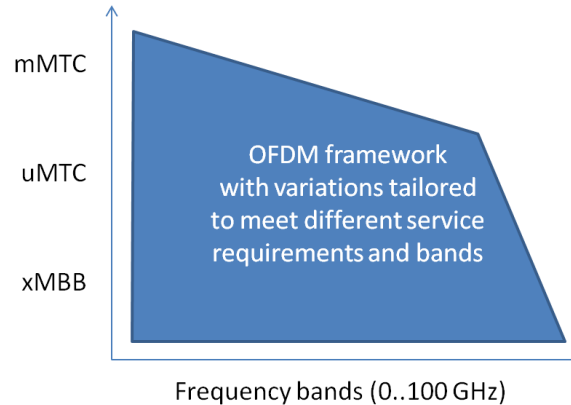 mMTC
uMTC
xMBB
OFDM framework
with variations tailored
to meet different service
requirements and bands
Frequency bands (0..100 GHz)